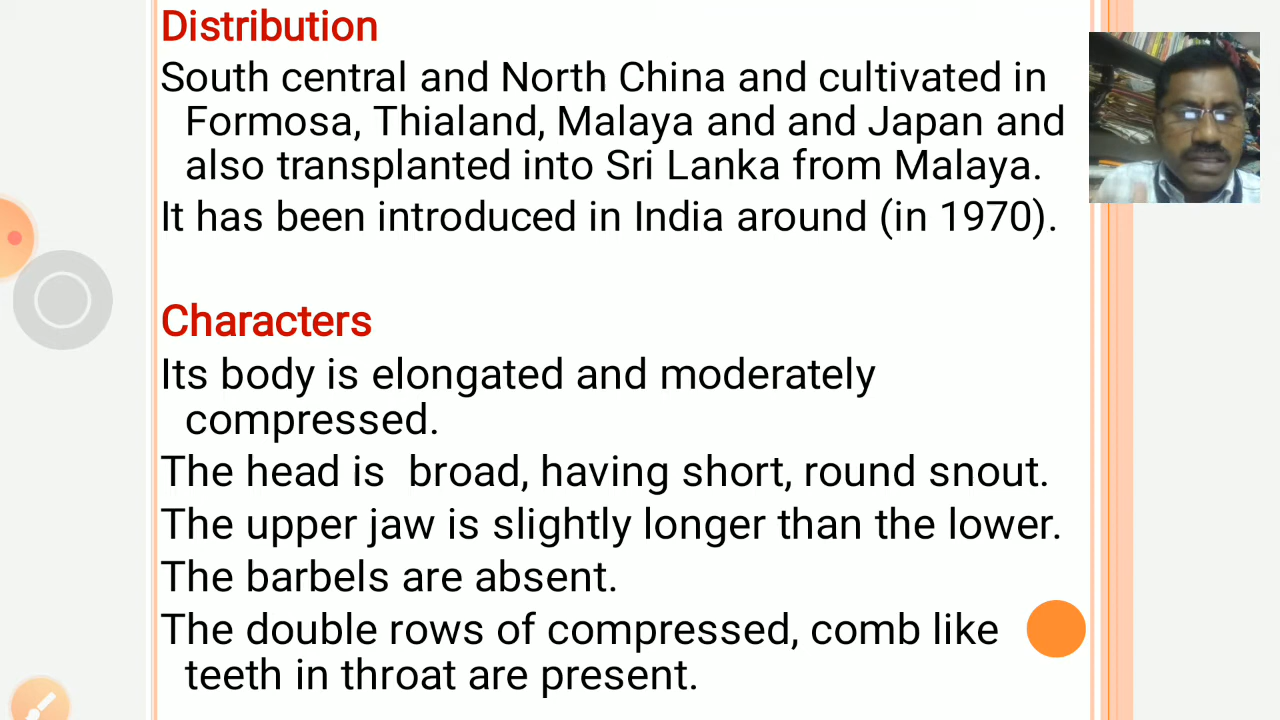 Distribution
South central and North China and cultivated in
Formosa, Thialand, Malaya and and Japan and
also transplanted into Sri Lanka from Malaya.
It has been introduced in India around (in 1970).
Characters
Its body is elongated and moderately
compressed.
The head is  broad, having short, round snout.
The upper jaw is slightly longer than the lower.
The barbels are absent.
The double rows of compressed, comb like
teeth in throat are present.